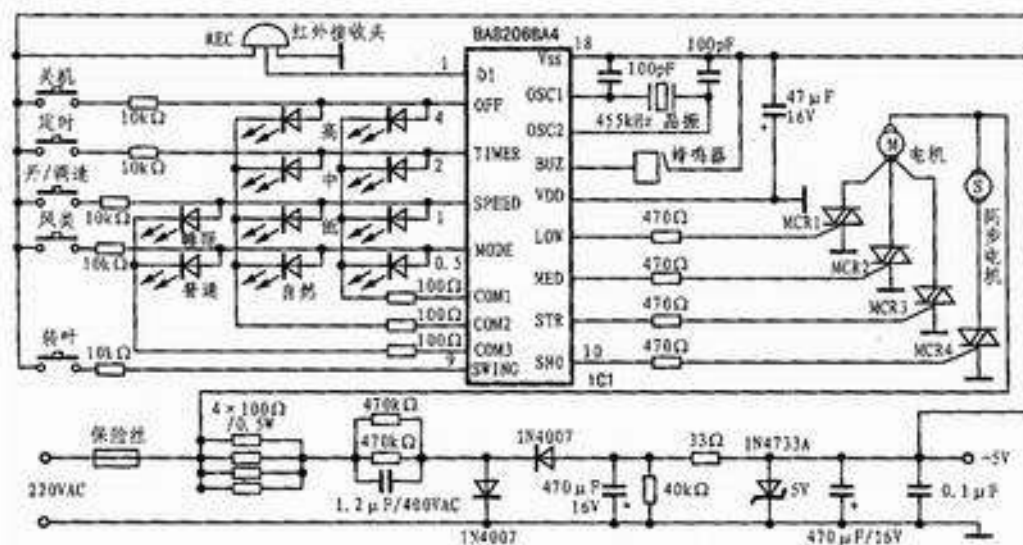 REC
红外接收头
BA8206BA4
18
1
D1
Vss
100pF
100pF
关机
10kΩ
OFF
OSC1
455kHz 晶振
47μF
16V
高
4
OSC2
定时
10kΩ
TIMER
BUZ
蜂鸣器
M
电机
中
2
开/调速
10kΩ
SPEED
VDD
S
同步电机
低
1
风类
10kΩ
MODE
LOW
470Ω
MCR1
睡眠
0.5
普通
自然
MED
470Ω
MCR2
100Ω
COM1
100Ω
COM2
STR
470Ω
MCR3
100Ω
COM3
转叶
10kΩ
9
SWING
SNO
10
470Ω
MCR4
IC1
保险丝
4×100Ω
/0.5W
470kΩ
470kΩ
1.2μF/400VAC
1N4007
1N4007
33Ω
1N4733A
-5V
220VAC
470μF
16V
40kΩ
5V
470μF/16V
0.1μF